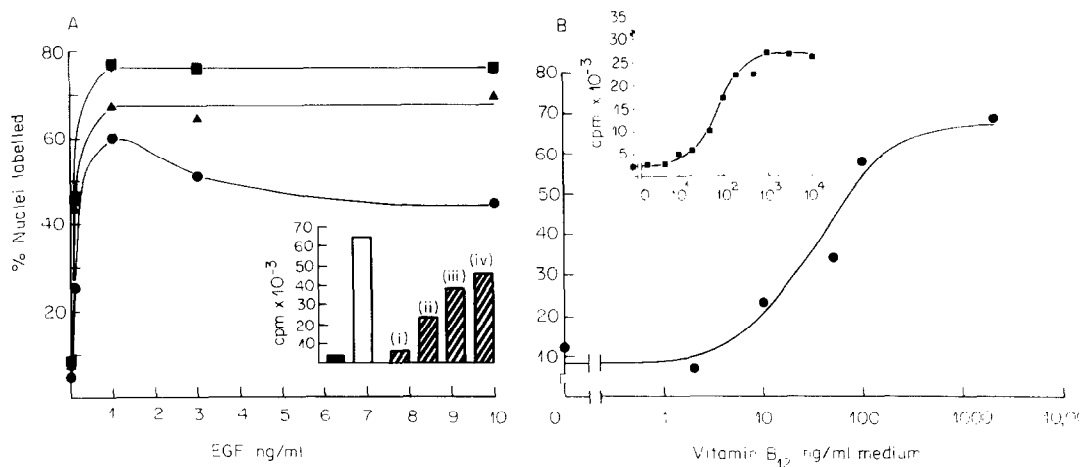 A
80
60
40
20
% Nuclei labelled
1 2 3 4 5 6 7 8 9 10
EGF ng/ml
70
60
50
40
30
20
10
cpm x 10⁻³
(i)
(ii)
(iii)
(iv)
B
80
70
60
50
40
30
20
10
0 1 10 100 1000
Vitamin B₁₂ ng/ml medium
35
30
25
20
15
10
5
cpm x 10⁻³
0 10¹ 10² 10³ 10⁴